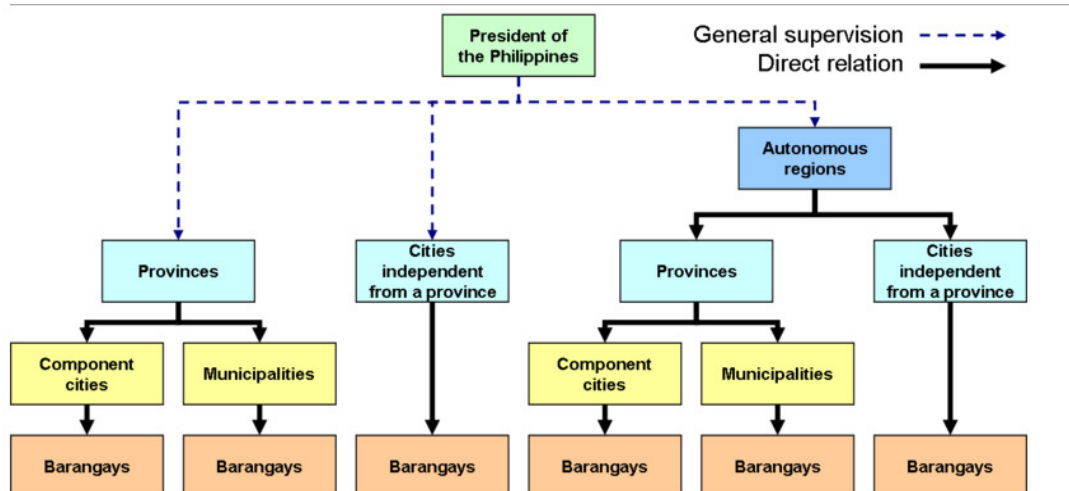 President of
the Philippines
General supervision
Direct relation
Autonomous
regions
Provinces
Cities
independent
from a province
Provinces
Cities
independent
from a province
Component
cities
Municipalities
Component
cities
Municipalities
Barangays
Barangays
Barangays
Barangays
Barangays
Barangays